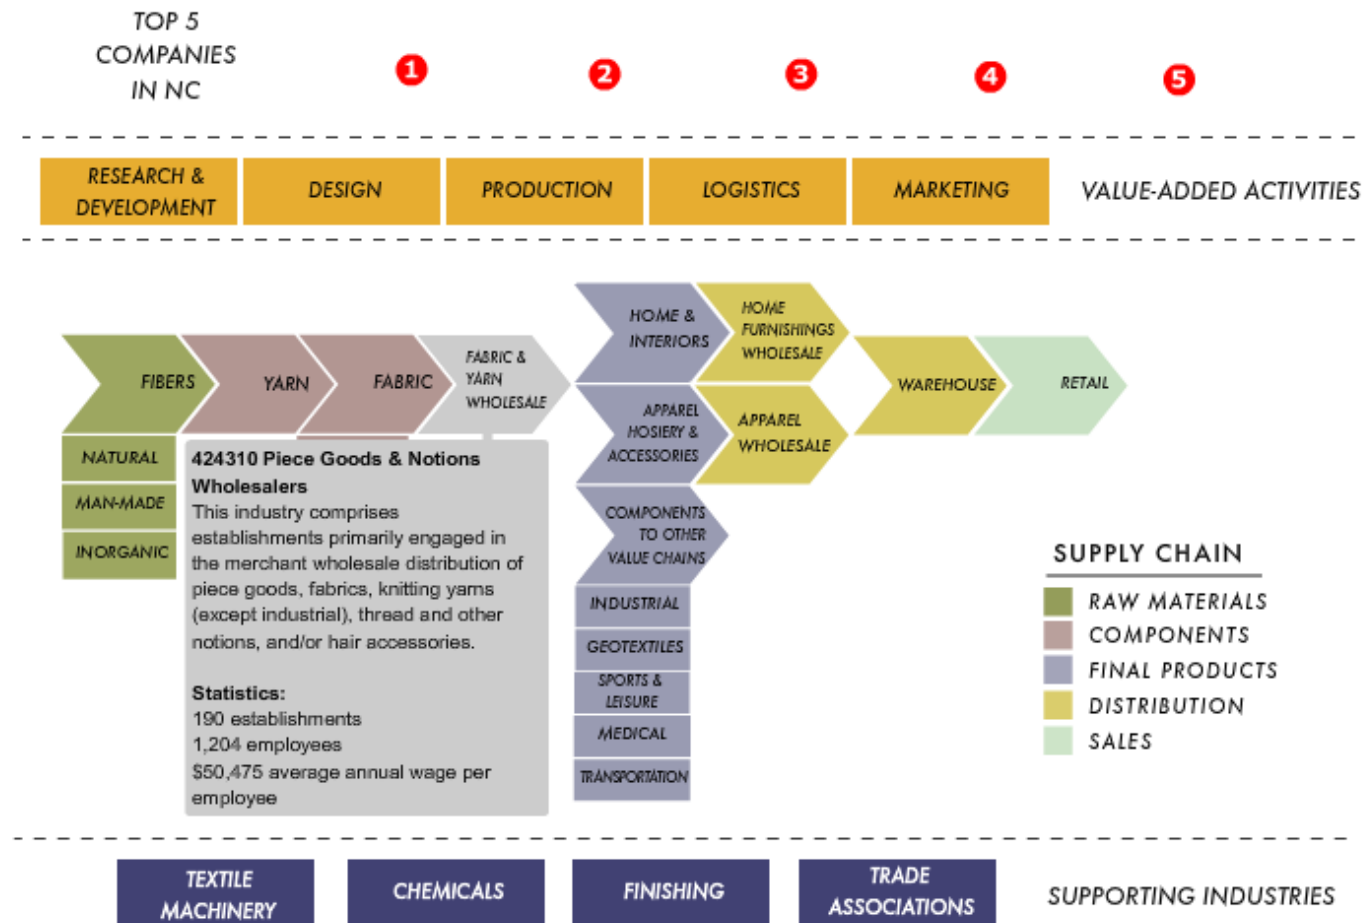 TOP 5
COMPANIES
IN NC
1
2
3
4
5
RESEARCH &
DEVELOPMENT
DESIGN
PRODUCTION
LOGISTICS
MARKETING
VALUE-ADDED ACTIVITIES
FIBERS
YARN
FABRIC
FABRIC &
YARN
WHOLESALE
HOME &
INTERIORS
HOME
FURNISHINGS
WHOLESALE
APPAREL
HOSIERY &
ACCESSORIES
APPAREL
WHOLESALE
WAREHOUSE
RETAIL
NATURAL
MAN-MADE
INORGANIC
424310 Piece Goods & Notions
Wholesalers
This industry comprises
establishments primarily engaged in
the merchant wholesale distribution of
piece goods, fabrics, knitting yarns
(except industrial), thread and other
notions, and/or hair accessories.
Statistics:
190 establishments
1,204 employees
$50,475 average annual wage per
employee
COMPONENTS
TO OTHER
VALUE CHAINS
INDUSTRIAL
GEOTEXTILES
SPORTS &
LEISURE
MEDICAL
TRANSPORTATION
SUPPLY CHAIN
RAW MATERIALS
COMPONENTS
FINAL PRODUCTS
DISTRIBUTION
SALES
TEXTILE
MACHINERY
CHEMICALS
FINISHING
TRADE
ASSOCIATIONS
SUPPORTING INDUSTRIES